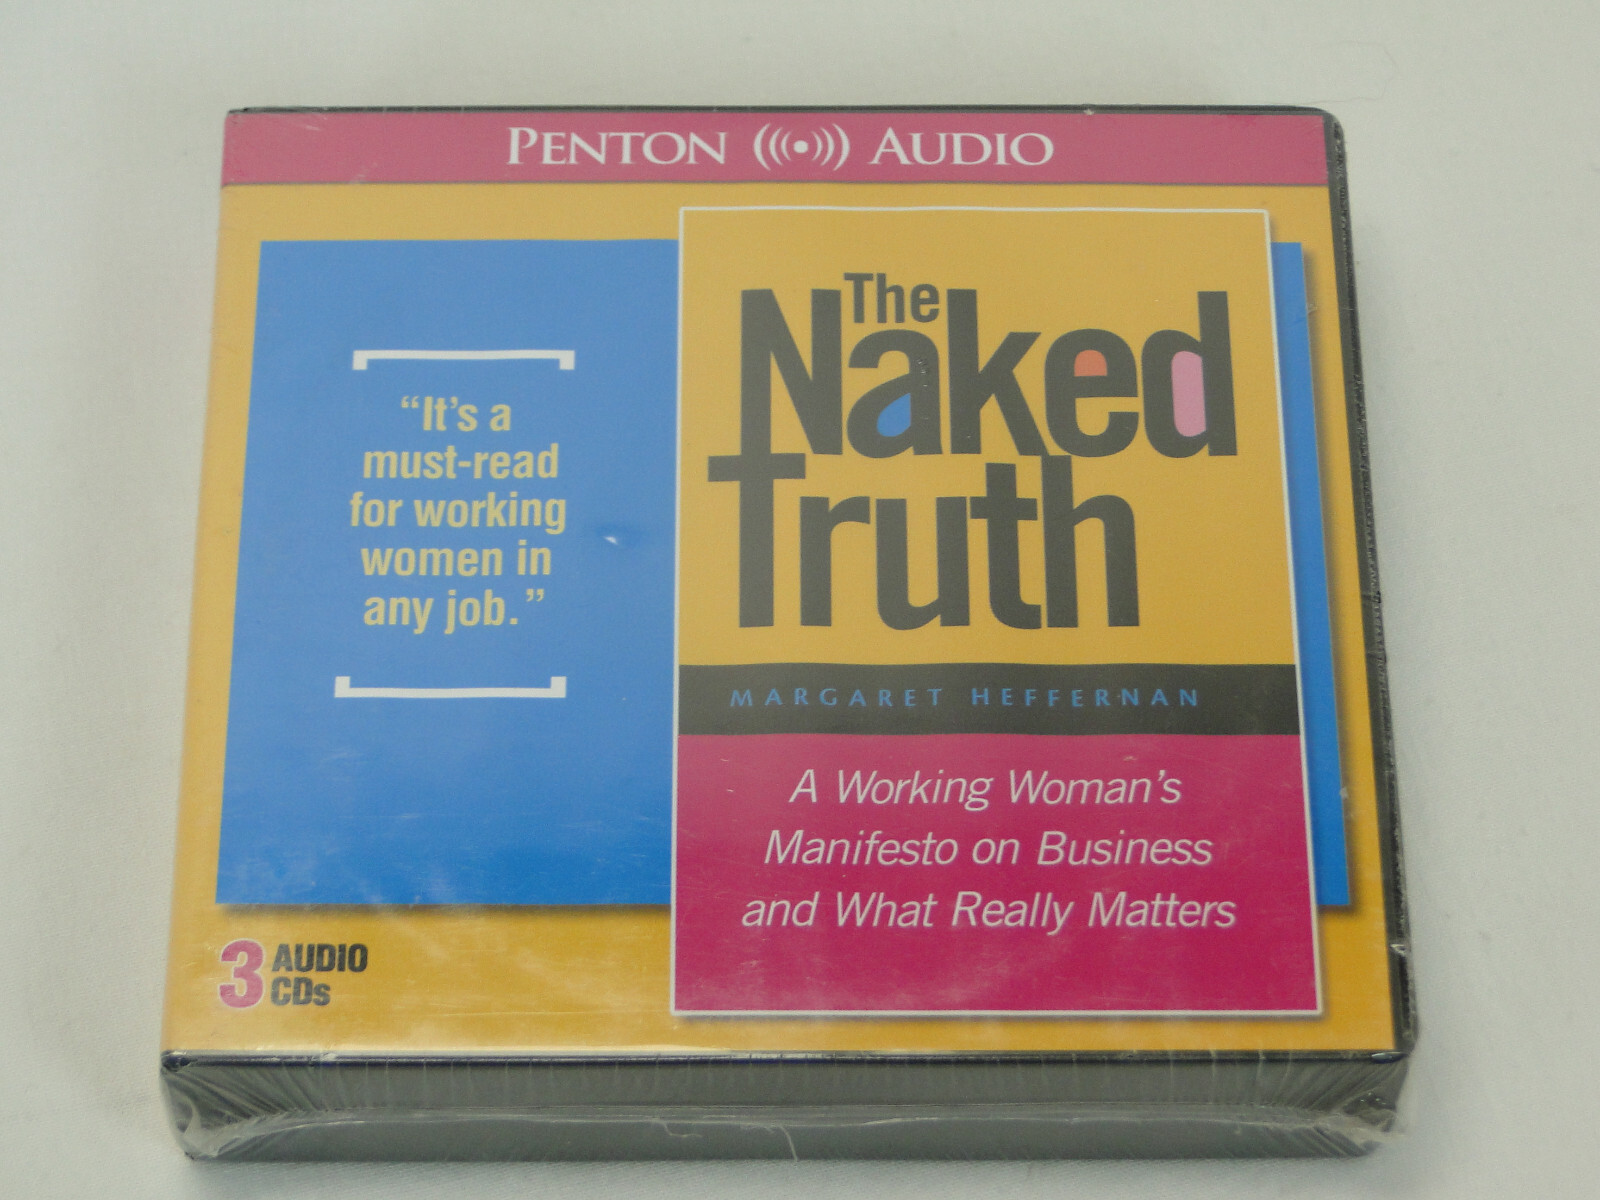 PENTON AUDIO
"It's a
must-read
for working
women in
any job."
The
Naked
Truth
MARGARET HEFFERNAN
A Working Woman's
Manifesto on Business
and What Really Matters
3 AUDIO
CDs